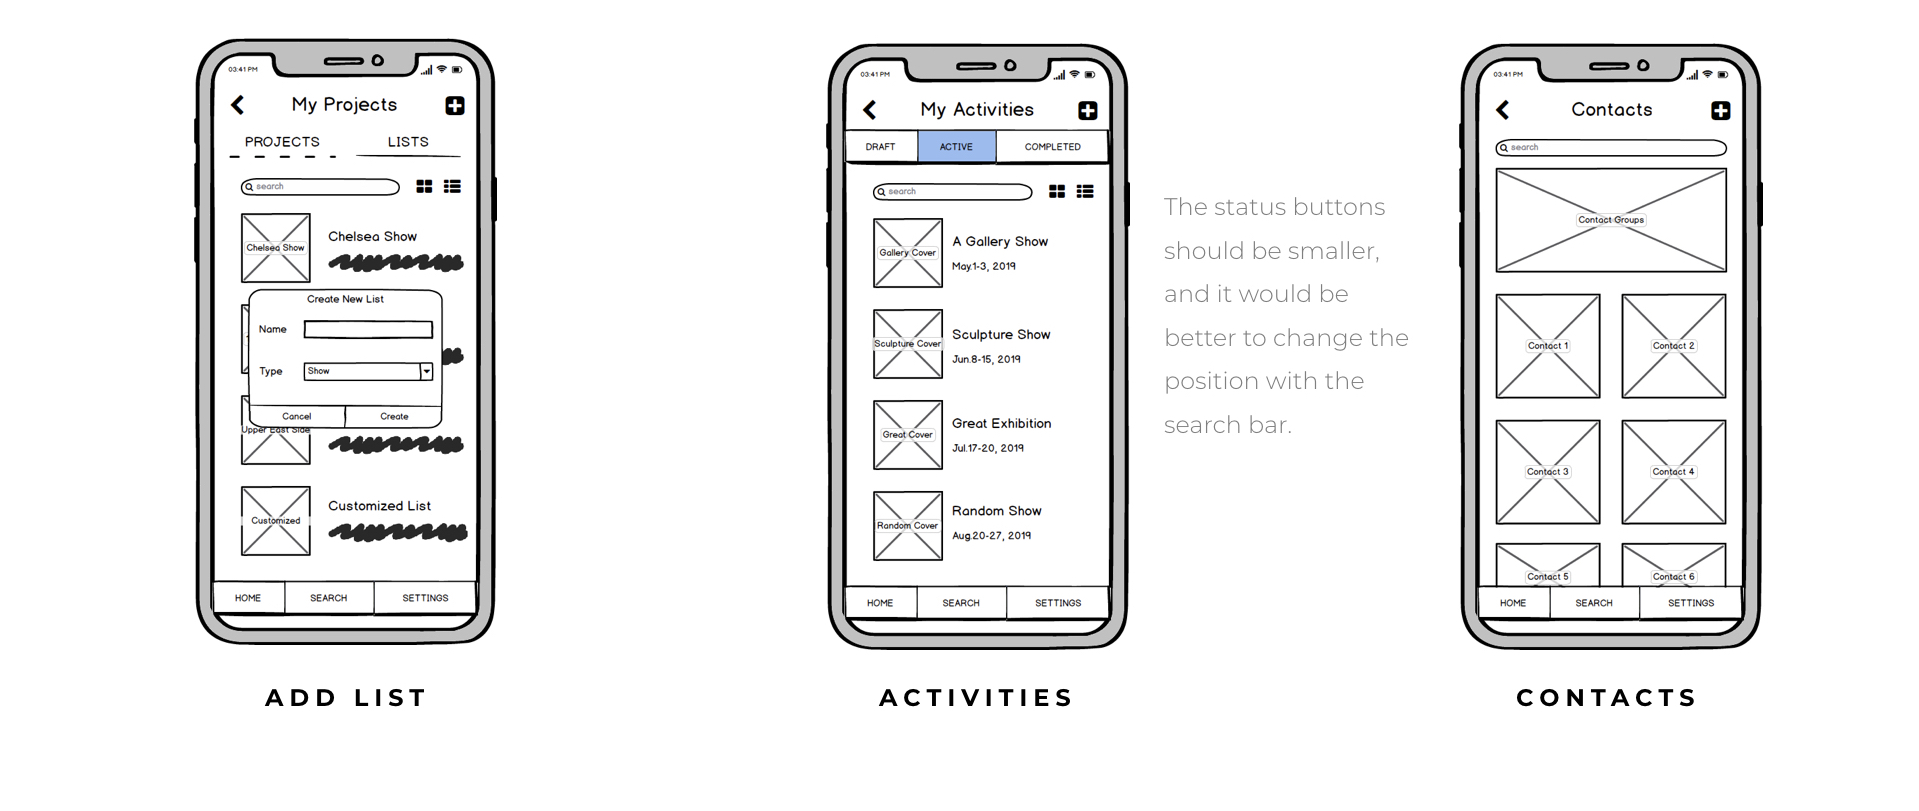 03:41 PM
My Projects
PROJECTS
LISTS
search
Chelsea Show
Chelsea Show
Create New List
Name
Type
Show
Cancel
Create
Upper East Side
Customized List
Customized
HOME
SEARCH
SETTINGS
ADD LIST
03:41 PM
My Activities
DRAFT
ACTIVE
COMPLETED
search
Gallery Cover
A Gallery Show
May.1-3, 2019
Sculpture Cover
Sculpture Show
Jun.8-15, 2019
Great Cover
Great Exhibition
Jul.17-20, 2019
Random Cover
Random Show
Aug.20-27, 2019
HOME
SEARCH
SETTINGS
ACTIVITIES
The status buttons
should be smaller,
and it would be
better to change the
position with the
search bar.
03:41 PM
Contacts
search
Contact Groups
Contact 1
Contact 2
Contact 3
Contact 4
Contact 5
Contact 6
HOME
SEARCH
SETTINGS
CONTACTS